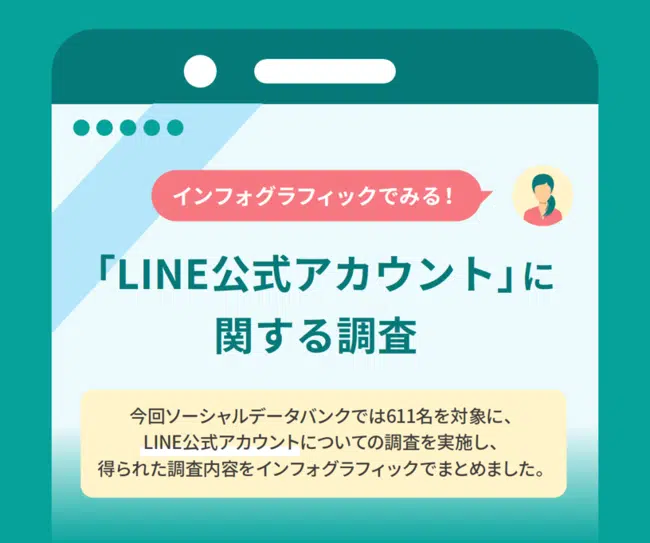 インフォグラフィックでみる！
「LINE公式アカウント」に
関する調査
今回ソーシャルデータバンクでは611名を対象に、
LINE公式アカウントについての調査を実施し、
得られた調査内容をインフォグラフィックでまとめました。